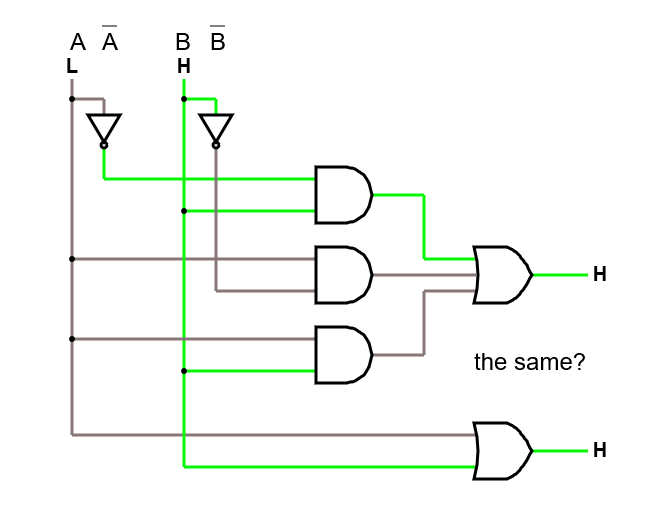 A A̅ B B̅
L H
H
the same?
H